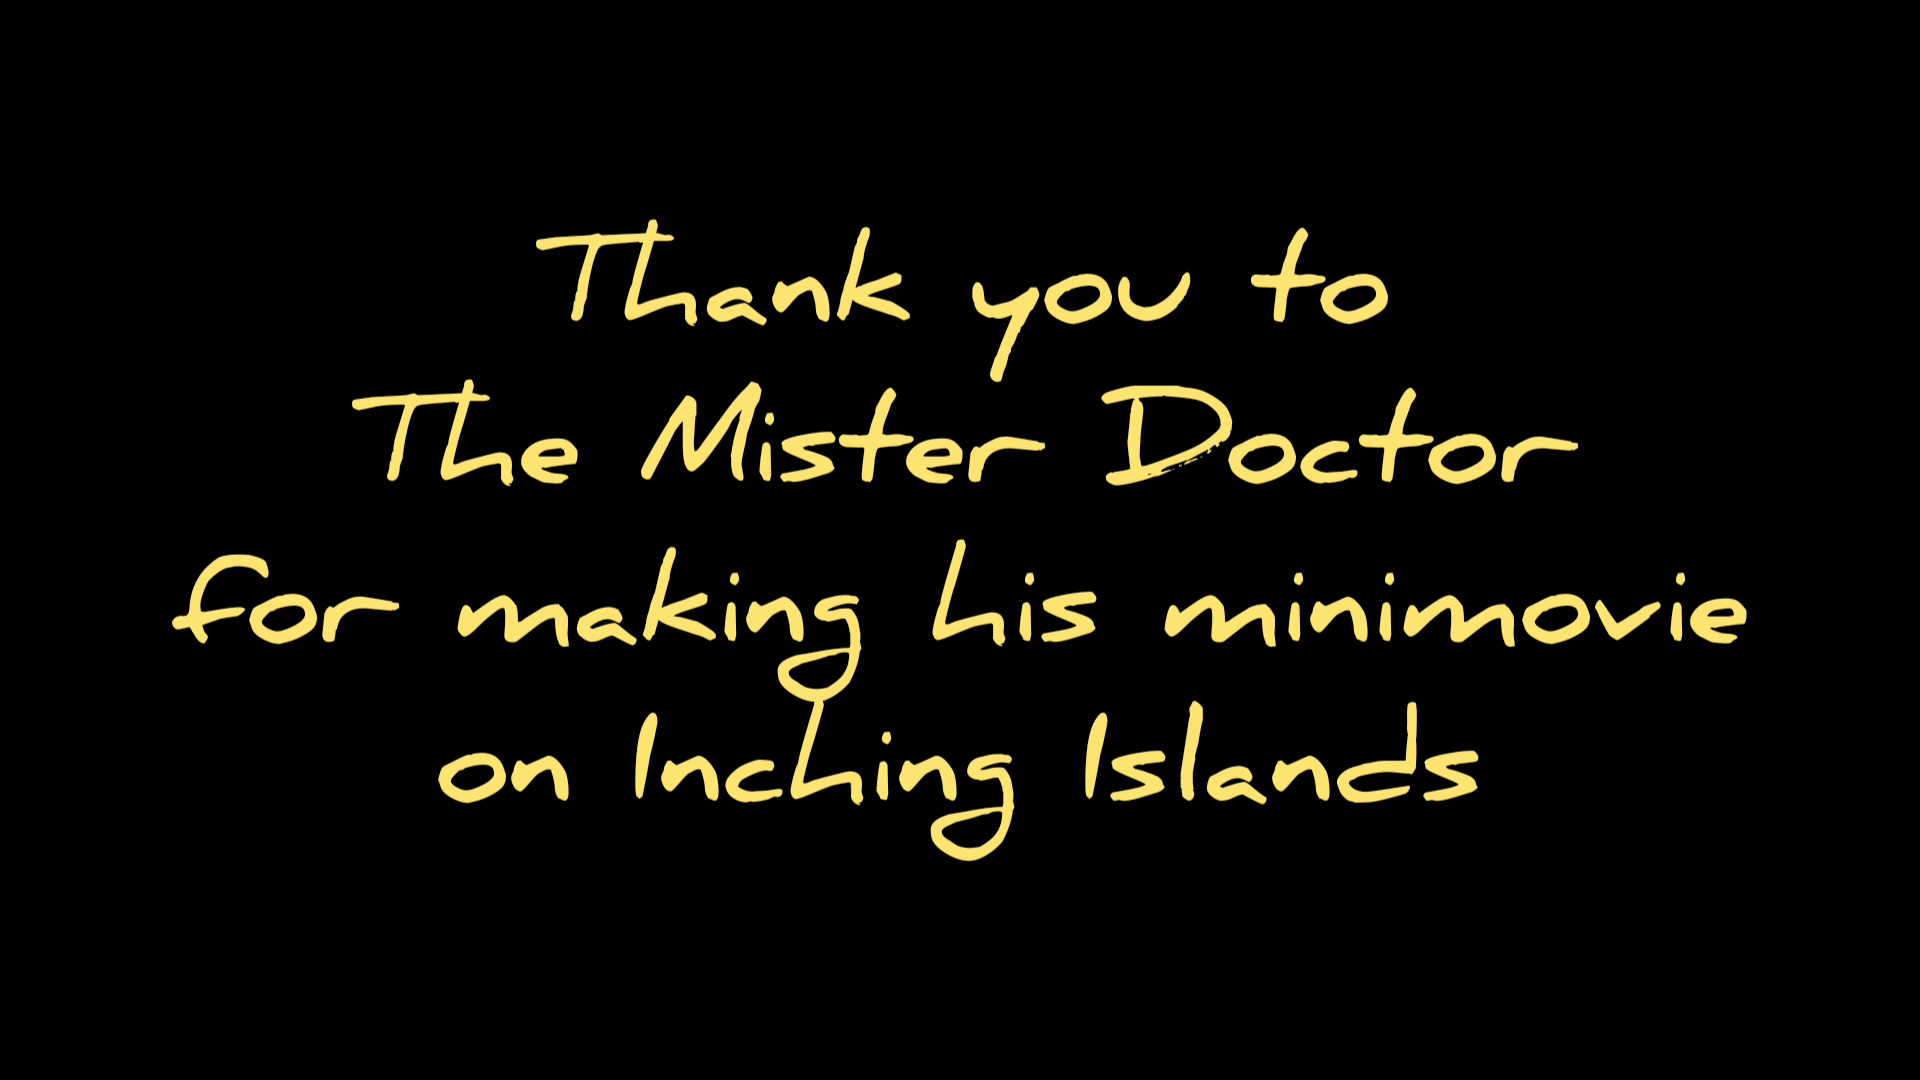 Thank you to
The Mister Doctor
for making his minimovie
on Inching Islands